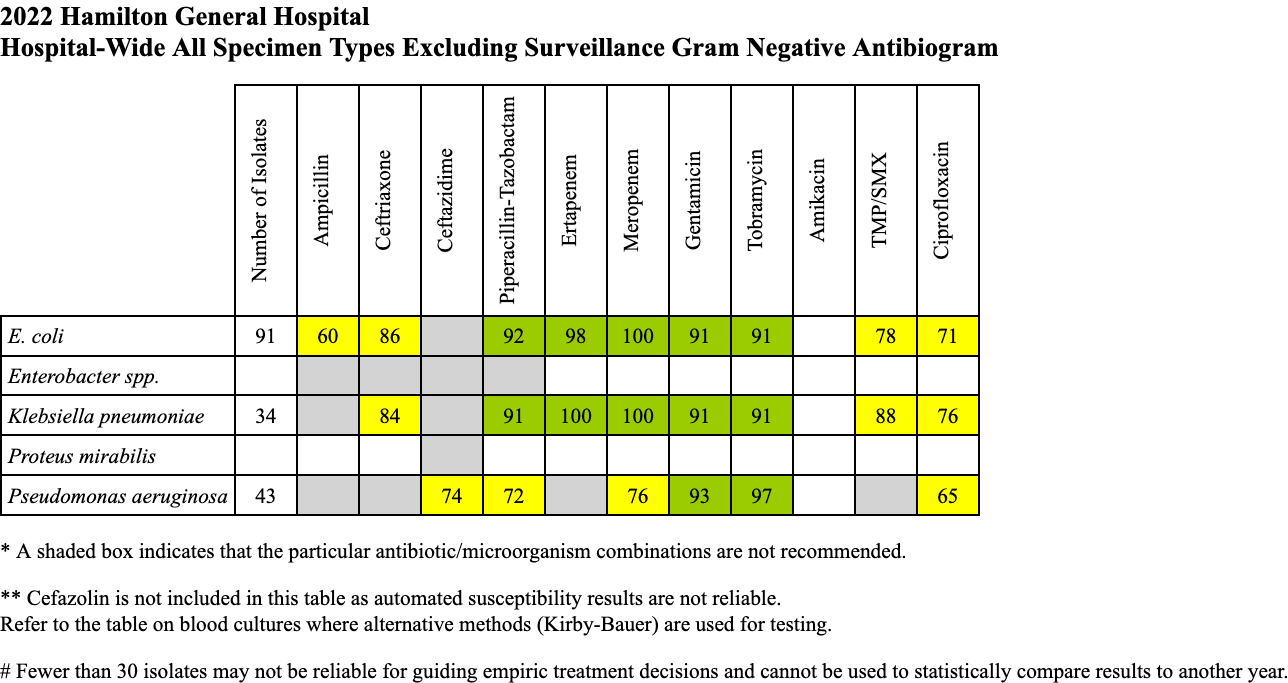 2022 Hamilton General Hospital
Hospital-Wide All Specimen Types Excluding Surveillance Gram Negative Antibiogram
Number of Isolates Ampicillin Ceftriaxone Ceftazidime Piperacillin-Tazobactam Ertapenem Meropenem Gentamicin Tobramycin Amikacin TMP/SMX Ciprofloxacin
E. coli 91 60 86 92 98 100 91 91 78 71
Enterobacter spp.
Klebsiella pneumoniae 34 84 91 100 100 91 91 88 76
Proteus mirabilis
Pseudomonas aeruginosa 43 74 72 76 93 97 65
* A shaded box indicates that the particular antibiotic/microorganism combinations are not recommended.
** Cefazolin is not included in this table as automated susceptibility results are not reliable.
Refer to the table on blood cultures where alternative methods (Kirby-Bauer) are used for testing.
# Fewer than 30 isolates may not be reliable for guiding empiric treatment decisions and cannot be used to statistically compare results to another year.